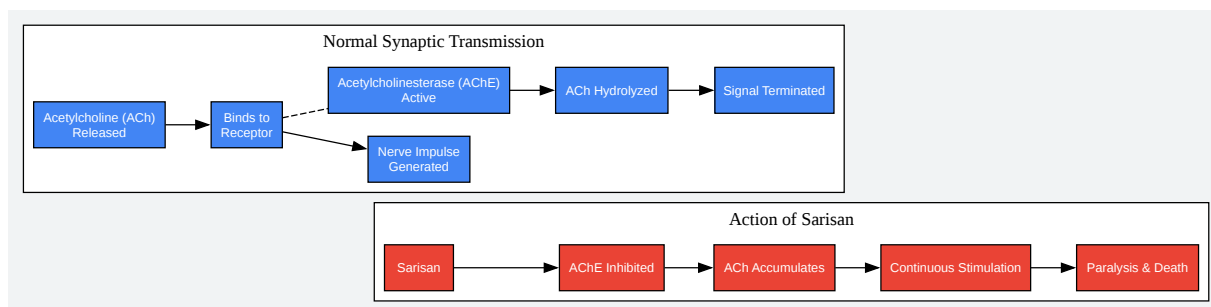 Normal Synaptic Transmission
Acetylcholine (ACh)
Released
Binds to
Receptor
Acetylcholinesterase (AChE)
Active
ACh Hydrolyzed
Signal Terminated
Nerve Impulse
Generated
Action of Sarisan
Sarisan
AChE Inhibited
ACh Accumulates
Continuous Stimulation
Paralysis & Death